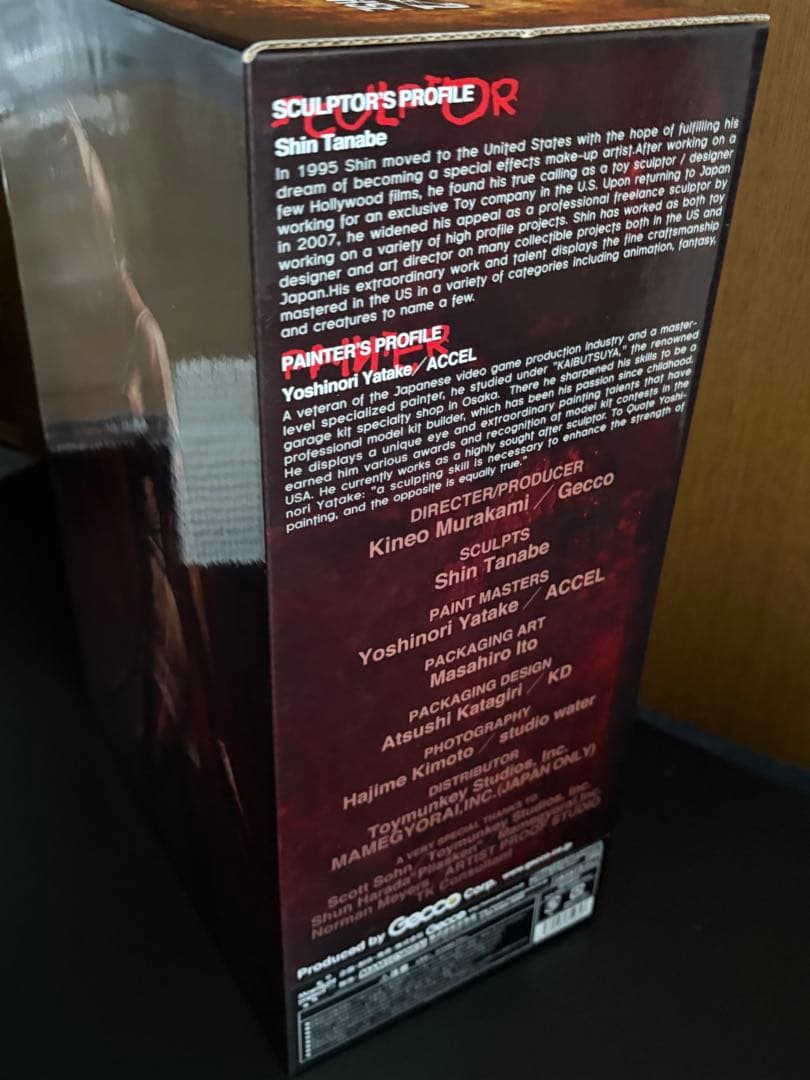 SCULPTOR
SCULPTOR'S PROFILE
Shin Tanabe
In 1995 Shin moved to the United States with the hope of fulfilling his
dream of becoming a special effects make-up artist.After working on a
few Hollywood films, he found his true calling as a toy sculptor / designer
working for an exclusive Toy company in the U.S. Upon returning to Japan
in 2007, he widened his appeal as a professional freelance sculptor by
working on a variety of high profile projects. Shin has worked as both toy
designer and art director on many collectible projects both in the US and
Japan.His extraordinary work and talent displays the fine craftsmanship
mastered in the US in a variety of categories including animation, fantasy,
and creatures to name a few.
PAINTER
PAINTER'S PROFILE
Yoshinori Yatake/ACCEL
A veteran of the Japanese video game production industry and a master-
level specialized painter, he studied under "KAIBUTSUYA," the renowned
garage kit specialty shop in Osaka. There he sharpened his skills to be a
professional model kit builder, which has been his passion since childhood.
He displays a unique eye and extraordinary painting talents that have
earned him various awards and recognition at model kit contests in the
USA. He currently works as a highly sought after sculptor. To Quote Yoshi-
nori Yatake: "a sculpting skill is necessary to enhance the strength of
painting, and the opposite is equally true."
DIRECTER/PRODUCER
Kineo Murakami / Gecco
SCULPTS
Shin Tanabe
PAINT MASTERS
Yoshinori Yatake / ACCEL
PACKAGING ART
Masahiro Ito
PACKAGING DESIGN
Atsushi Katagiri / KD
PHOTOGRAPHY
Hajime Kimoto / studio water
DISTRIBUTOR
Toymunkey Studios, Inc.
MAMEGYORAI,INC.(JAPAN ONLY)
A VERY SPECIAL THANKS TO
Scott Sohn, Toymunkey Studios, Inc.
Shun Harada
Norman Meyers ARTIST PROOF STUDIO
Produced by Gecco Corp.